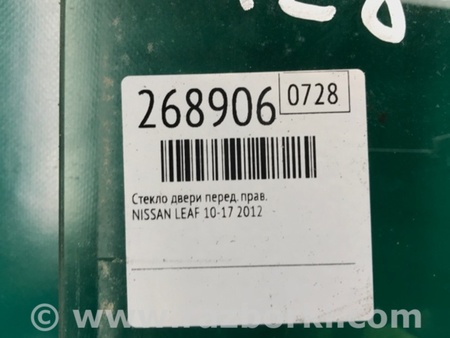 268906
0728
Стекло двери перед. прав.
NISSAN LEAF 10-17 2012